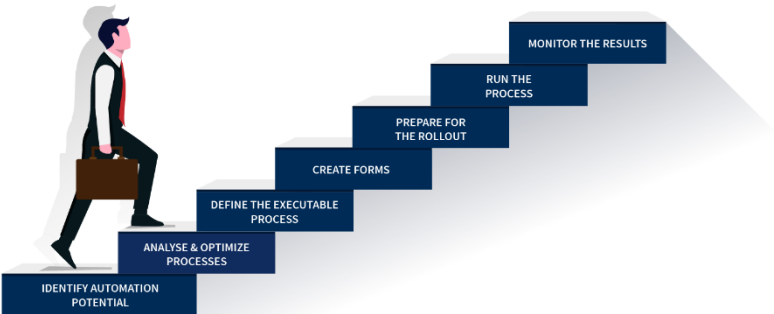 MONITOR THE RESULTS
RUN THE
PROCESS
PREPARE FOR
THE ROLLOUT
CREATE FORMS
DEFINE THE EXECUTABLE
PROCESS
ANALYSE & OPTIMIZE
PROCESSES
IDENTIFY AUTOMATION
POTENTIAL